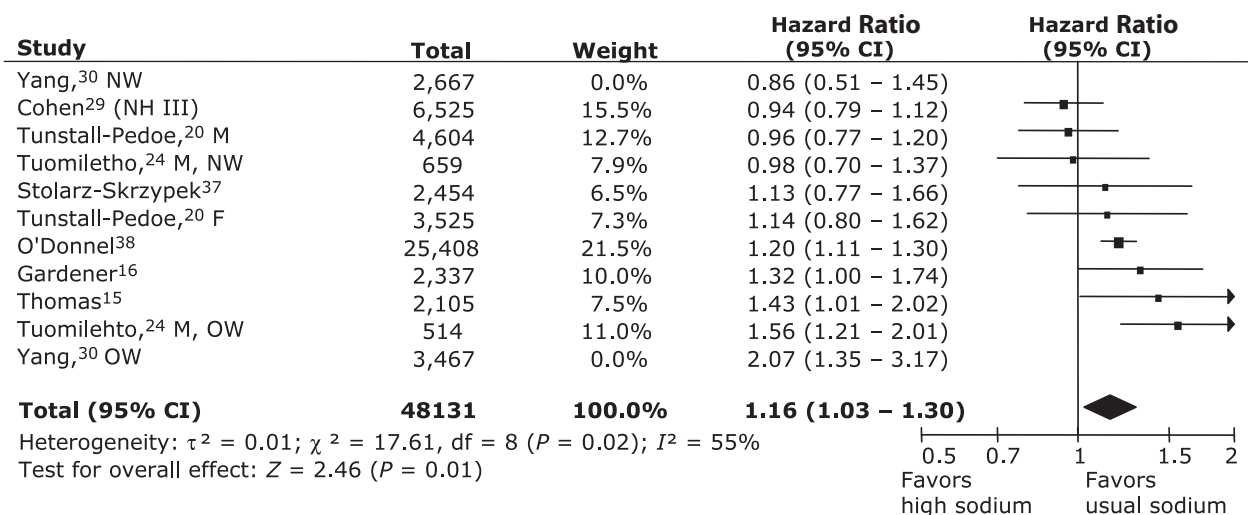 Study Total Weight Hazard Ratio (95% CI) Hazard Ratio (95% CI)
Yang,30 NW 2,667 0.0% 0.86 (0.51 – 1.45)
Cohen29 (NH III) 6,525 15.5% 0.94 (0.79 – 1.12)
Tunstall-Pedoe,20 M 4,604 12.7% 0.96 (0.77 – 1.20)
Tuomiletho,24 M, NW 659 7.9% 0.98 (0.70 – 1.37)
Stolarz-Skrzypek37 2,454 6.5% 1.13 (0.77 – 1.66)
Tunstall-Pedoe,20 F 3,525 7.3% 1.14 (0.80 – 1.62)
O'Donnel38 25,408 21.5% 1.20 (1.11 – 1.30)
Gardener16 2,337 10.0% 1.32 (1.00 – 1.74)
Thomas15 2,105 7.5% 1.43 (1.01 – 2.02)
Tuomilehto,24 M, OW 514 11.0% 1.56 (1.21 – 2.01)
Yang,30 OW 3,467 0.0% 2.07 (1.35 – 3.17)
Total (95% CI) 48131 100.0% 1.16 (1.03 – 1.30)
Heterogeneity: τ² = 0.01; χ² = 17.61, df = 8 (P = 0.02); I² = 55%
Test for overall effect: Z = 2.46 (P = 0.01)
0.5 0.7 1 1.5 2
Favors high sodium
Favors usual sodium